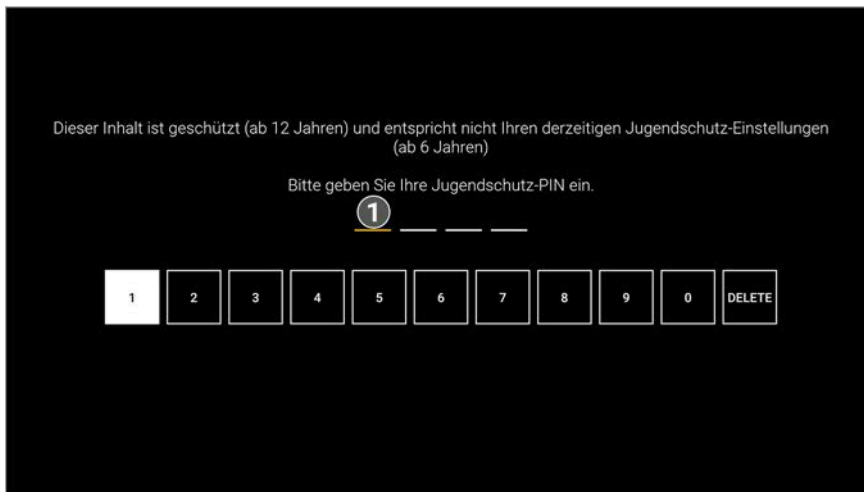 Dieser Inhalt ist geschützt (ab 12 Jahren) und entspricht nicht Ihren derzeitigen Jugendschutz-Einstellungen
(ab 6 Jahren)
Bitte geben Sie Ihre Jugendschutz-PIN ein.
1
1 2 3 4 5 6 7 8 9 0 DELETE